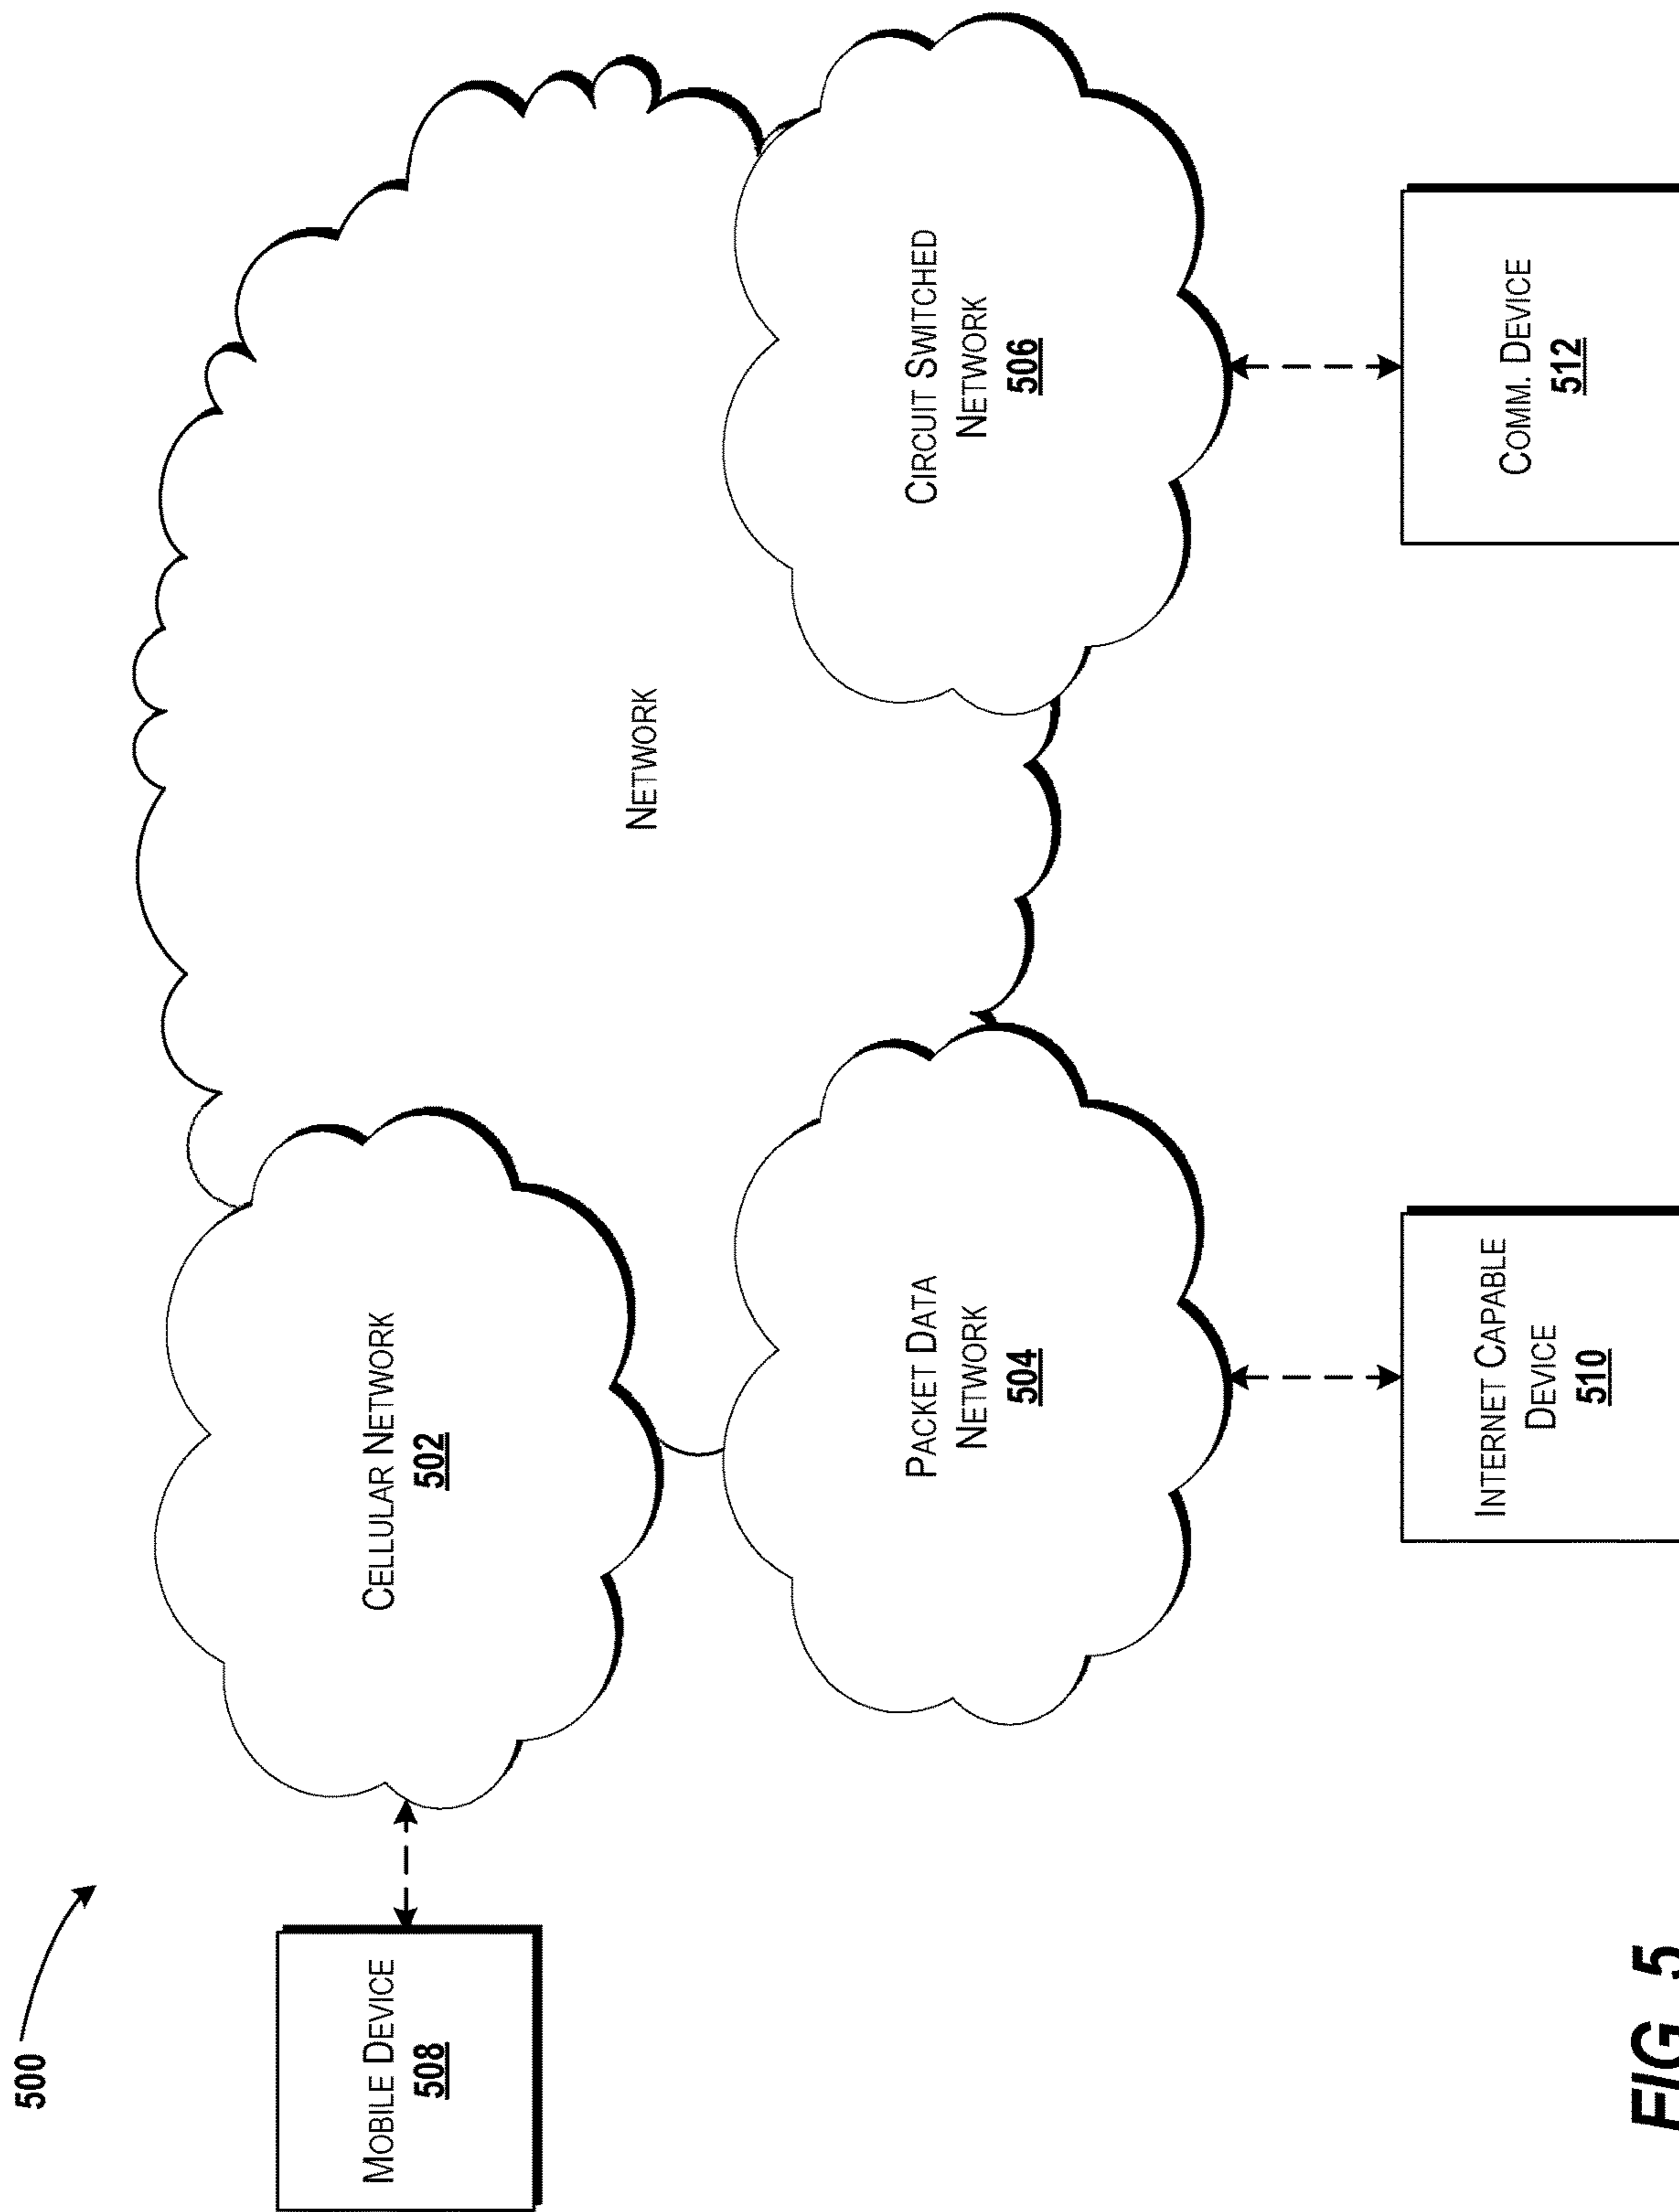 500
MOBILE DEVICE
508
CELLULAR NETWORK
502
NETWORK
PACKET DATA
NETWORK
504
CIRCUIT SWITCHED
NETWORK
506
INTERNET CAPABLE
DEVICE
510
COMM. DEVICE
512
FIG. 5